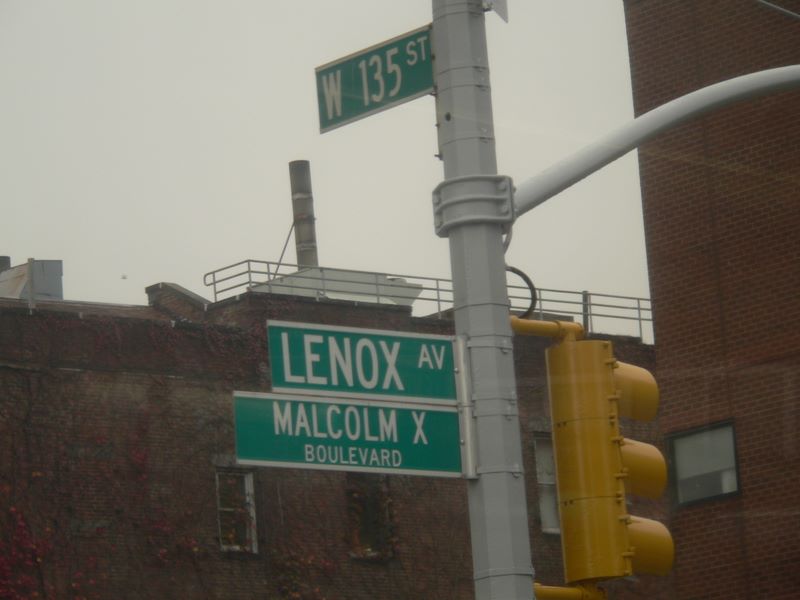 W 135 ST
LENOX AV
MALCOLM X
BOULEVARD